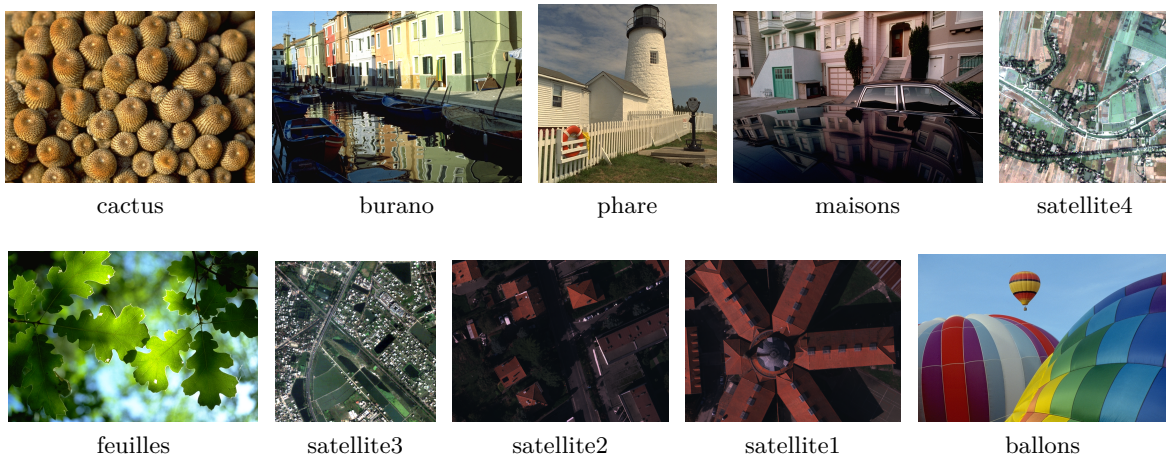 cactus
burano
phare
maisons
satellite4
feuilles
satellite3
satellite2
satellite1
ballons